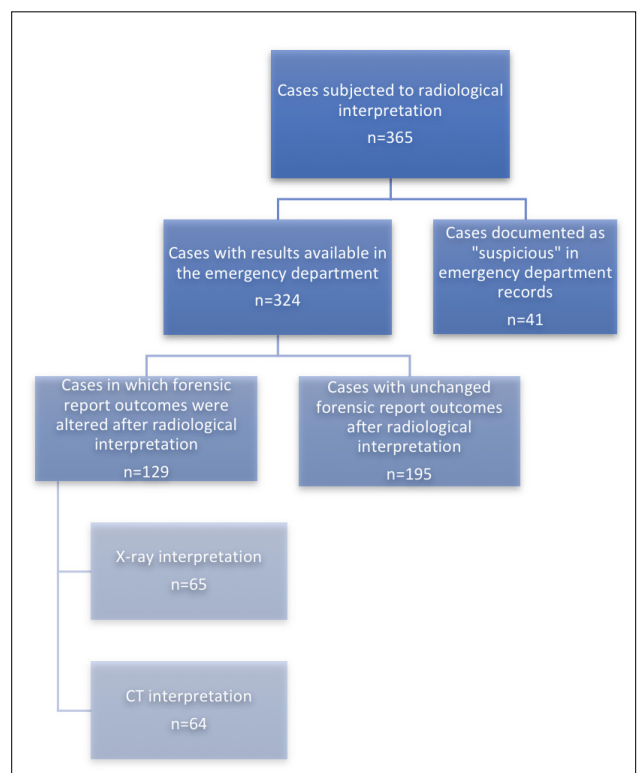 Cases subjected to radiological
interpretation
n=365
Cases with results available in
the emergency department
n=324
Cases documented as
"suspicious" in
emergency department
records
n=41
Cases in which forensic
report outcomes were
altered after radiological
interpretation
n=129
Cases with unchanged
forensic report outcomes
after radiological
interpretation
n=195
X-ray interpretation
n=65
CT interpretation
n=64